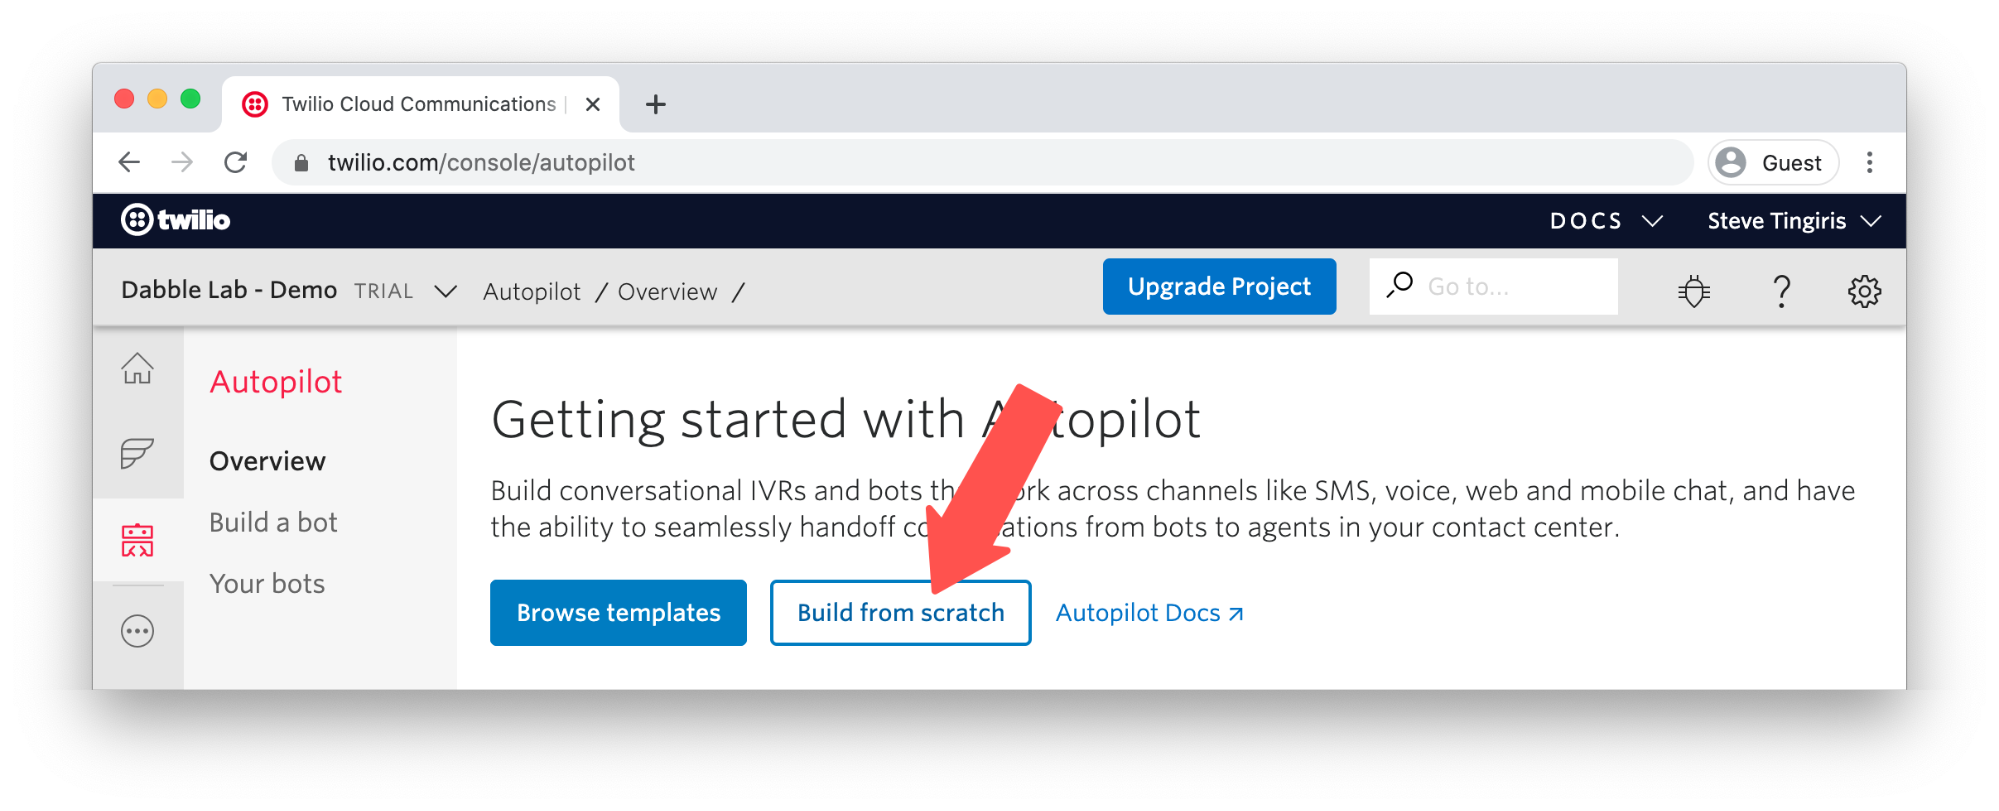 Twilio Cloud Communications |
twilio.com/console/autopilot
Guest
twilio
DOCS
Steve Tingiris
Dabble Lab - Demo TRIAL
Autopilot / Overview /
Upgrade Project
Go to...
Autopilot
Overview
Build a bot
Your bots
Getting started with A topilot
Build conversational IVRs and bots th rk across channels like SMS, voice, web and mobile chat, and have
the ability to seamlessly handoff co ations from bots to agents in your contact center.
Browse templates
Build from scratch
Autopilot Docs